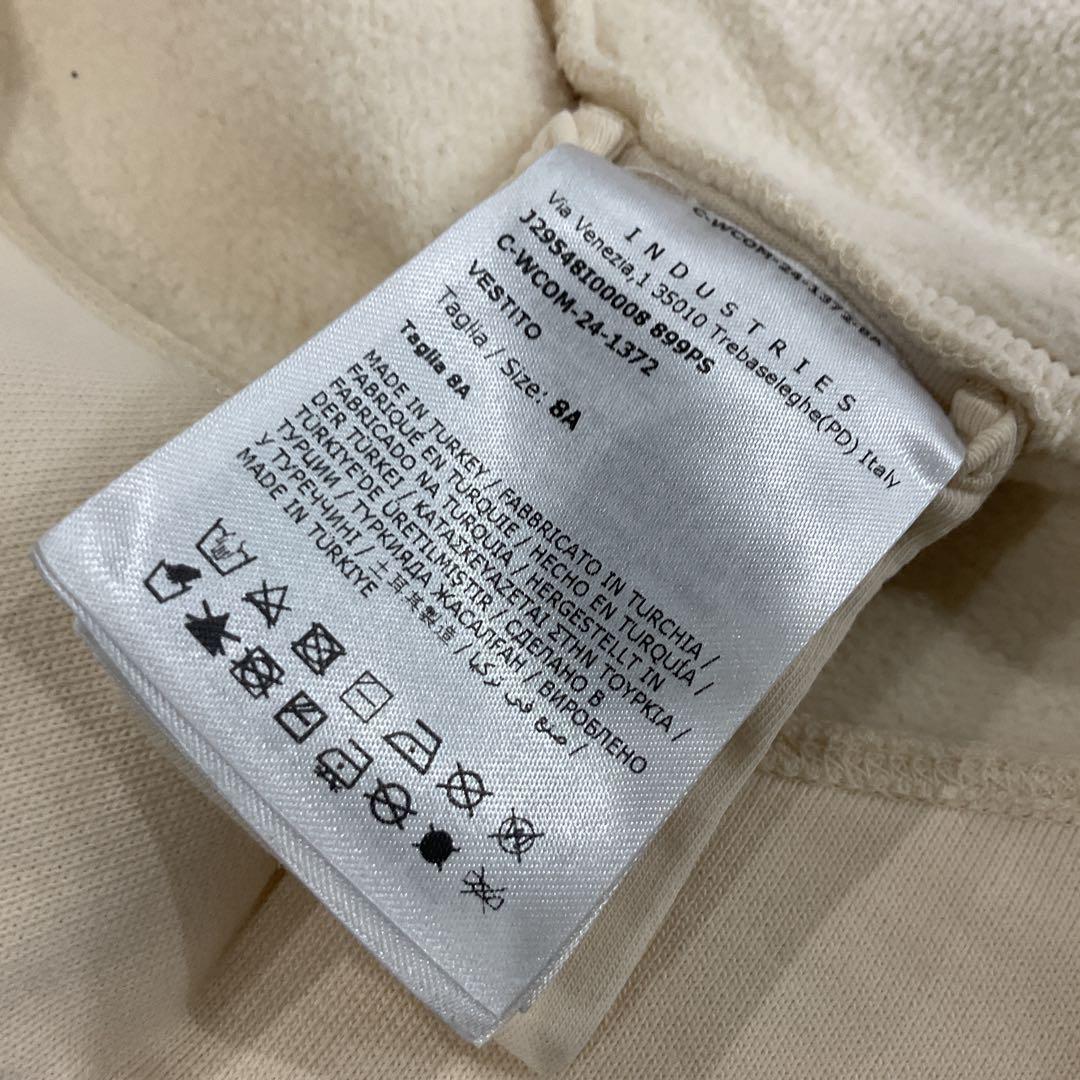 INDUSTRIES
Via Venezia,1 35010 Trebaseleghe(PD) Italy
J29548I00008 899PS
C-WCOM-24-1372
VESTITO
Taglia / Size: 8A
Taglia 8A
MADE IN TURKEY / FABBRICATO IN TURCHIA /
FABRIQUÉ EN TURQUIE / HECHO EN TURQUÍA /
FABRICADO NA TURQUIA / HERGESTELLT IN
DER TÜRKEI / ΚΑΤΑΣΚΕΥΑΖΕΤΑΙ ΣΤΗΝ ΤΟΥΡΚΙΑ /
TÜRKİYE'DE ÜRETİLMİŞTİR / СДЕЛАНО В
ТУРЦИИ / ТҮРКИЯДА ЖАСАЛҒАН / ВИРОБЛЕНО
У ТУРЕЧЧИНІ / 土耳其製造 / صنع في تركيا /
MADE IN TÜRKIYE
C-WCOM-24-1372